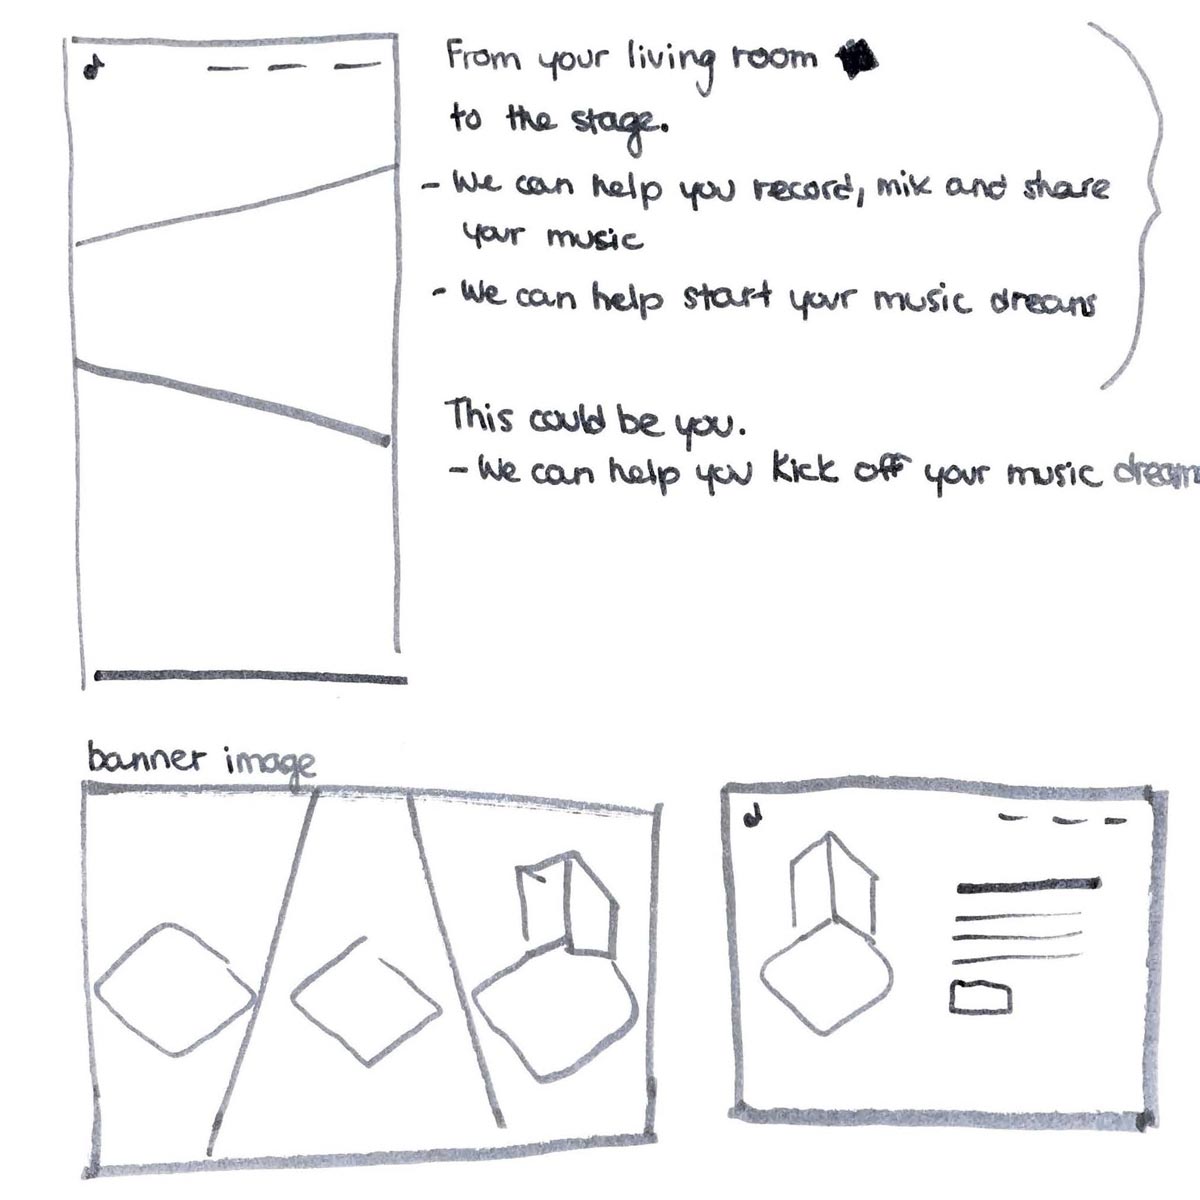 From your living room
to the stage.
- We can help you record, mix and share
your music
- We can help start your music dreams
This could be you.
- We can help you kick off your music dream
banner image